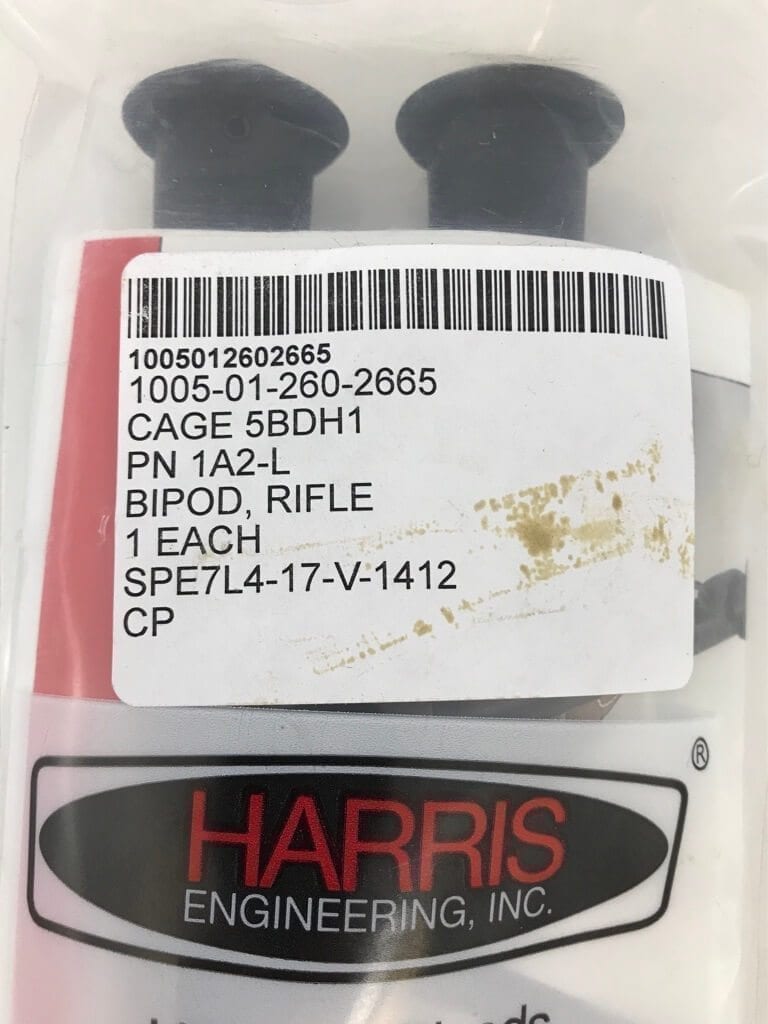 1005012602665
1005-01-260-2665
CAGE 5BDH1
PN 1A2-L
BIPOD, RIFLE
1 EACH
SPE7L4-17-V-1412
CP
®
HARRIS
ENGINEERING, INC.